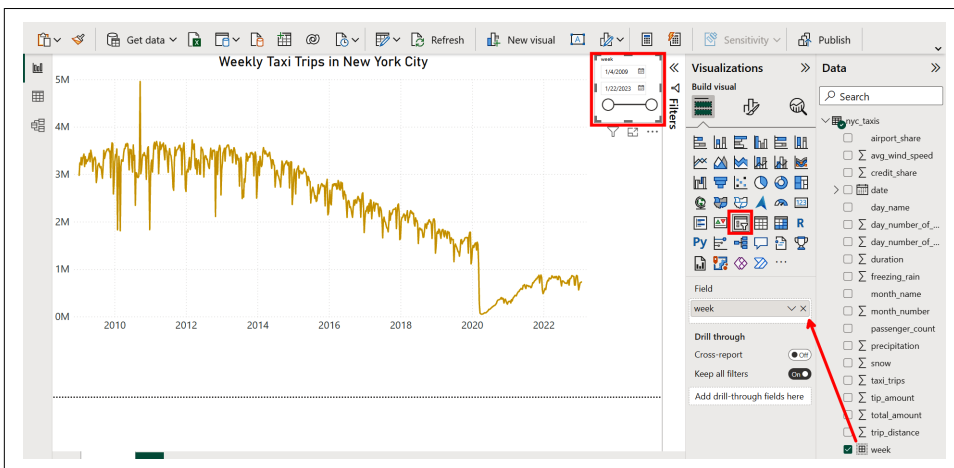 Get data
Refresh
New visual
Sensitivity
Publish
Weekly Taxi Trips in New York City
week
1/4/2009
1/22/2023
5M
4M
3M
2M
1M
0M
2010 2012 2014 2016 2018 2020 2022
Filters
Visualizations
Build visual
123
R
Py
Field
week
Drill through
Cross-report
Off
Keep all filters
On
Add drill-through fields here
Data
Search
nyc_taxis
airport_share
avg_wind_speed
credit_share
date
day_name
day_number_of_...
day_number_of_...
duration
freezing_rain
month_name
month_number
passenger_count
precipitation
snow
taxi_trips
tip_amount
total_amount
trip_distance
week